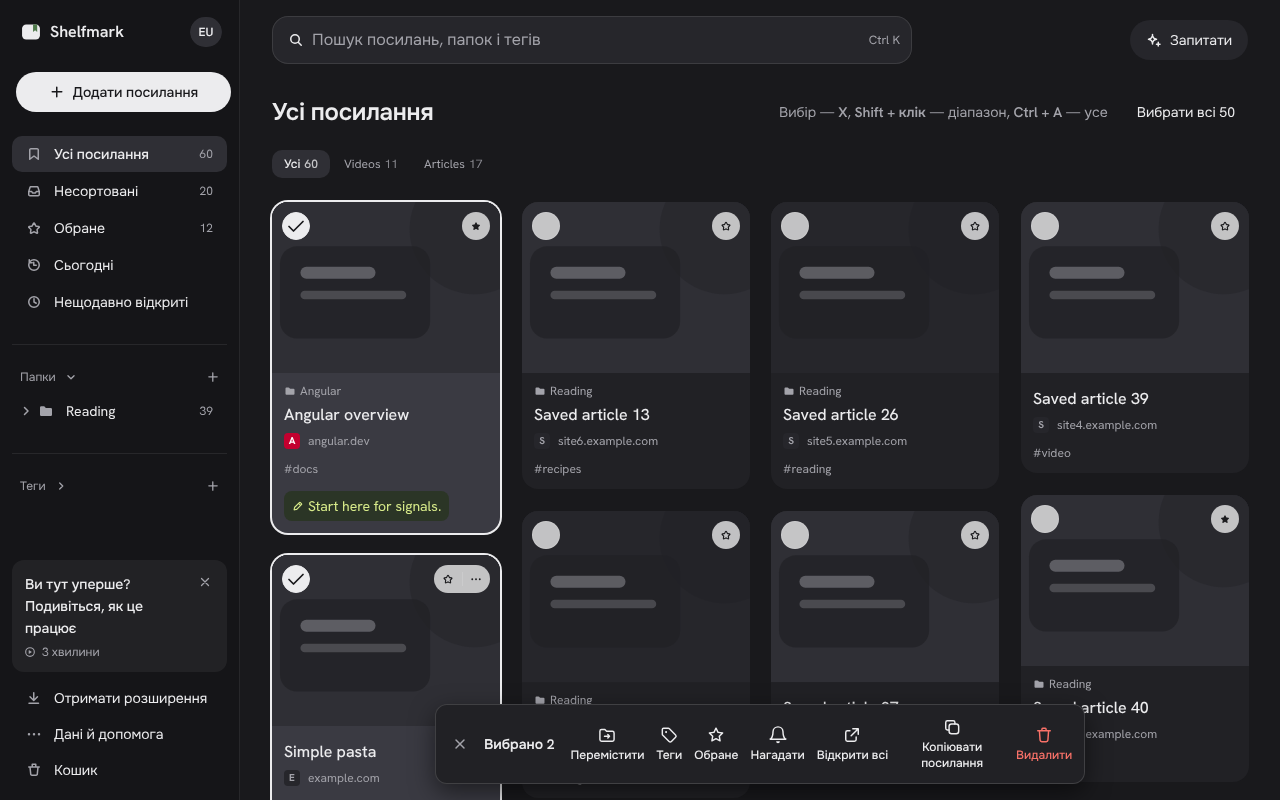 Shelfmark
EU
Додати посилання
Усі посилання 60
Несортовані 20
Обране 12
Сьогодні
Нещодавно відкриті
Папки
Reading 39
Теги
Ви тут уперше?
Подивіться, як це
працює
3 хвилини
Отримати розширення
Дані й допомога
Кошик
Пошук посилань, папок і тегів
Ctrl K
Запитати
Усі посилання
Вибір — X, Shift + клік — діапазон, Ctrl + A — усе
Вибрати всі 50
Усі 60
Videos 11
Articles 17
Angular
Angular overview
A angular.dev
#docs
Start here for signals.
Simple pasta
E example.com
Reading
Saved article 13
S site6.example.com
#recipes
Reading
Reading
Saved article 26
S site5.example.com
#reading
Saved article 39
S site4.example.com
#video
Reading
Saved article 40
Вибрано 2
Перемістити
Теги
Обране
Нагадати
Відкрити всі
Копіювати
посилання
Видалити